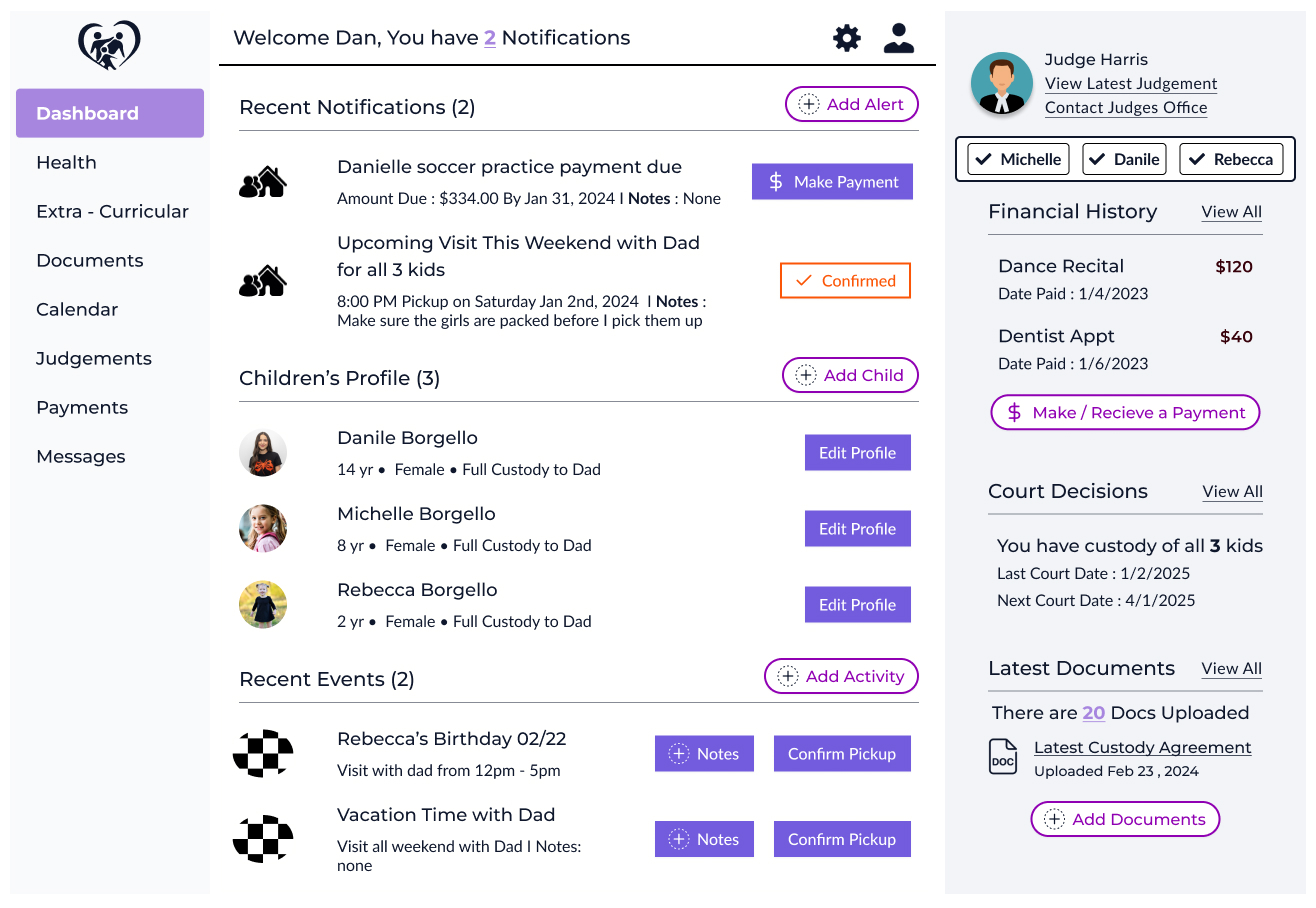 Dashboard
Health
Extra - Curricular
Documents
Calendar
Judgements
Payments
Messages
Welcome Dan, You have 2 Notifications
Recent Notifications (2)
Add Alert
Danielle soccer practice payment due
Amount Due : $334.00 By Jan 31, 2024 I Notes : None
Make Payment
Upcoming Visit This Weekend with Dad
for all 3 kids
8:00 PM Pickup on Saturday Jan 2nd, 2024 I Notes :
Make sure the girls are packed before I pick them up
Confirmed
Children’s Profile (3)
Add Child
Danile Borgello
14 yr • Female • Full Custody to Dad
Edit Profile
Michelle Borgello
8 yr • Female • Full Custody to Dad
Edit Profile
Rebecca Borgello
2 yr • Female • Full Custody to Dad
Edit Profile
Recent Events (2)
Add Activity
Rebecca’s Birthday 02/22
Visit with dad from 12pm - 5pm
Notes
Confirm Pickup
Vacation Time with Dad
Visit all weekend with Dad I Notes:
none
Notes
Confirm Pickup
Judge Harris
View Latest Judgement
Contact Judges Office
Michelle
Danile
Rebecca
Financial History
View All
Dance Recital
$120
Date Paid : 1/4/2023
Dentist Appt
$40
Date Paid : 1/6/2023
$ Make / Recieve a Payment
Court Decisions
View All
You have custody of all 3 kids
Last Court Date : 1/2/2025
Next Court Date : 4/1/2025
Latest Documents
View All
There are 20 Docs Uploaded
DOC
Latest Custody Agreement
Uploaded Feb 23 , 2024
Add Documents